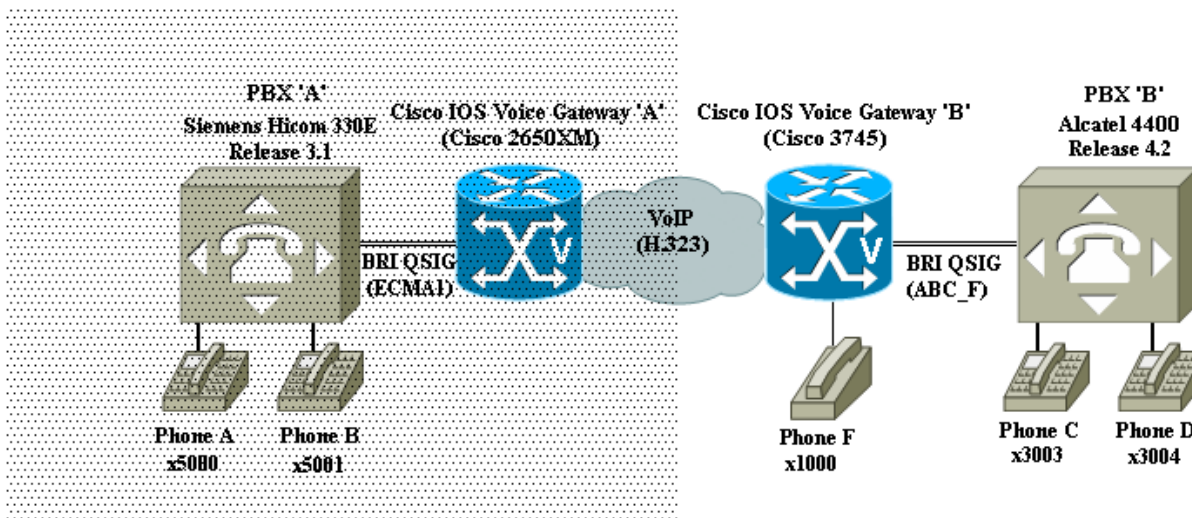 PBX 'A'
Siemens Hicom 330E
Release 3.1
Cisco IOS Voice Gateway 'A'
(Cisco 2650XM)
Cisco IOS Voice Gateway 'B'
(Cisco 3745)
PBX 'B'
Alcatel 4400
Release 4.2
V
VoIP
(H.323)
V
BRI QSIG
(ECMA1)
BRI QSIG
(ABC_F)
Phone A
x5000
Phone B
x5001
Phone F
x1000
Phone C
x3003
Phone D
x3004